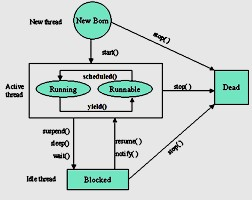 New thread
New Born
stop()
start()
Active
thread
scheduled()
Running
Runnable
yield()
stop()
Dead
suspend()
sleep()
wait()
resume()
notify()
stop()
Idle thread
Blocked